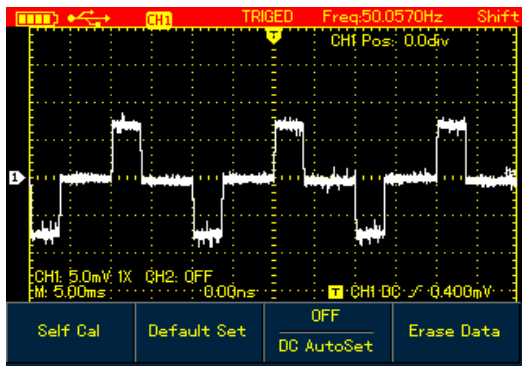 CH1 TRIGED Freq:50.0570Hz Shift
T CH1 Pos: 0.0div
1
CH1: 5.0mV 1X CH2: OFF
M: 5.00ms 0.00ns T CH1 DC 0.400mV
Self Cal Default Set OFF Erase Data
DC AutoSet